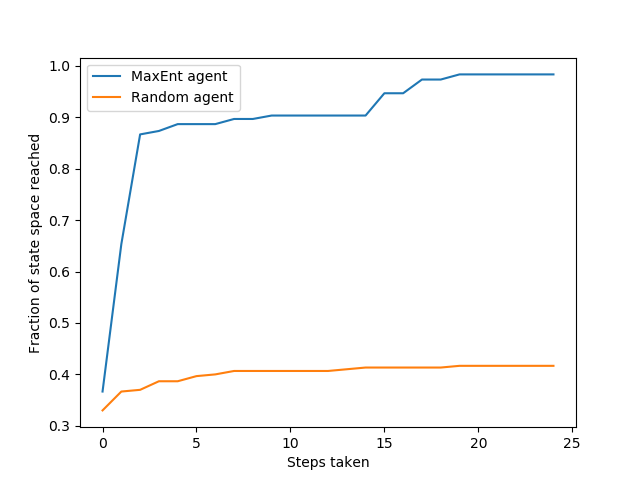 MaxEnt agent
Random agent
Fraction of state space reached
1.0
0.9
0.8
0.7
0.6
0.5
0.4
0.3
0 5 10 15 20 25
Steps taken